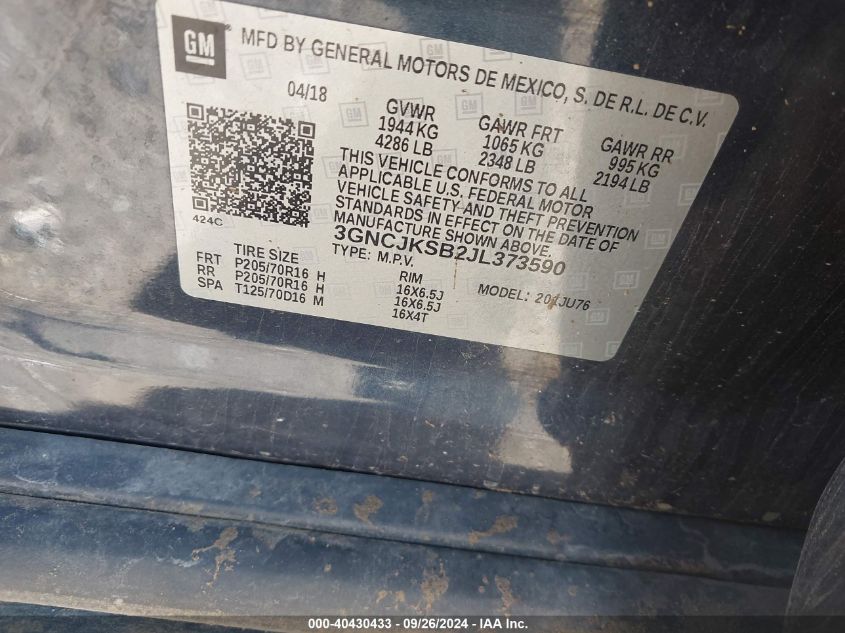 GM
MFD BY GENERAL MOTORS DE MEXICO, S. DE R.L. DE C.V.
04/18
GVWR
1944 KG
4286 LB
GAWR FRT
1065 KG
2348 LB
GAWR RR
995 KG
2194 LB
THIS VEHICLE CONFORMS TO ALL
APPLICABLE U.S. FEDERAL MOTOR
VEHICLE SAFETY AND THEFT PREVENTION
STANDARDS IN EFFECT ON THE DATE OF
MANUFACTURE SHOWN ABOVE.
424C
3GNCJKSB2JL373590
TYPE: M.P.V.
MODEL: 201JU76
TIRE SIZE RIM
FRT P205/70R16 H 16X6.5J
RR P205/70R16 H 16X6.5J
SPA T125/70D16 M 16X4T
000-40430433 - 09/26/2024 - IAA Inc.